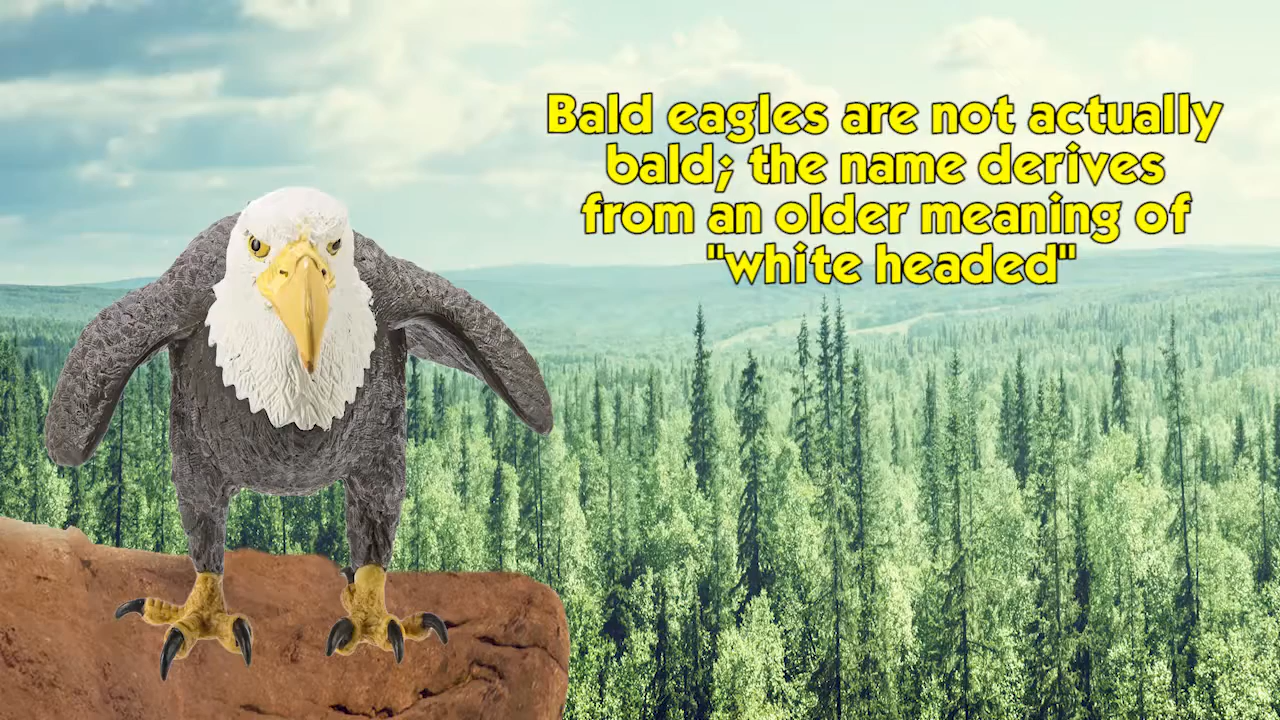 Bald eagles are not actually
bald; the name derives
from an older meaning of
"white headed"